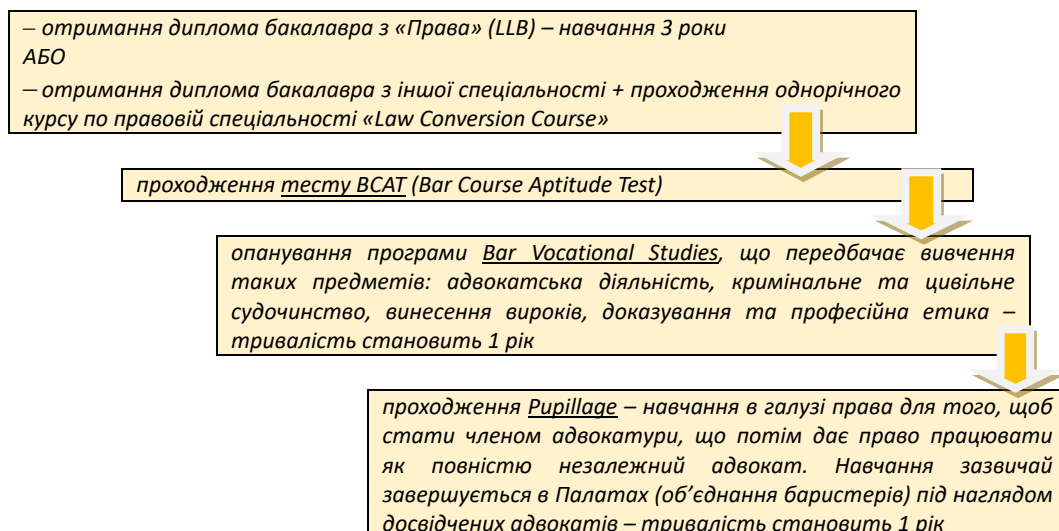 – отримання диплома бакалавра з «Права» (LLB) – навчання 3 роки
АБО
– отримання диплома бакалавра з іншої спеціальності + проходження однорічного
курсу по правовій спеціальності «Law Conversion Course»
проходження тесту BCAT (Bar Course Aptitude Test)
опанування програми Bar Vocational Studies, що передбачає вивчення
таких предметів: адвокатська діяльність, кримінальне та цивільне
судочинство, винесення вироків, доказування та професійна етика –
тривалість становить 1 рік
проходження Pupillage – навчання в галузі права для того, щоб
стати членом адвокатури, що потім дає право працювати
як повністю незалежний адвокат. Навчання зазвичай
завершується в Палатах (об’єднання баристерів) під наглядом
досвідчених адвокатів – тривалість становить 1 рік